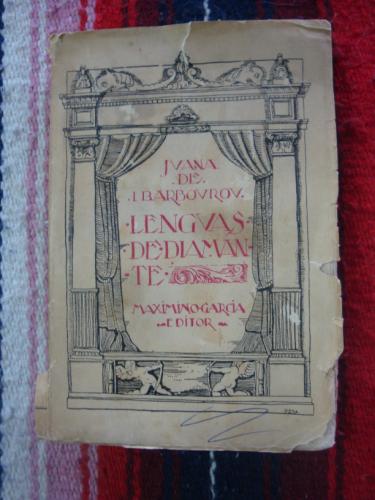 JVANA
DE
I BARBOVROV
·LENGVAS·
·DE·DIAMAN-
·TE·
MAXIMINO·GARCIA
EDITOR